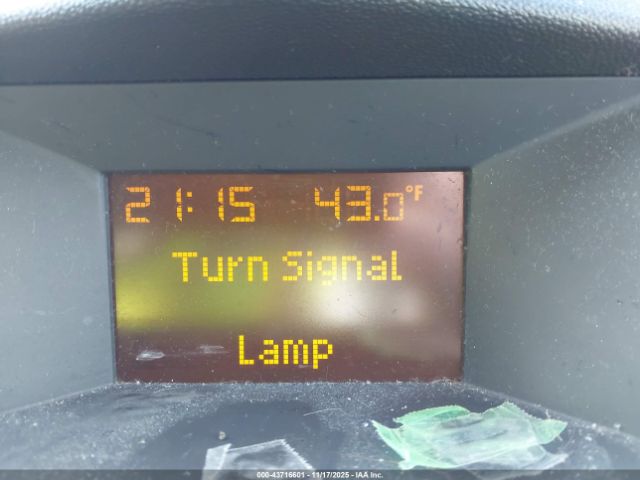 21:15 43.0°F
Turn Signal
Lamp
000-43716601 - 11/17/2025 - IAA Inc.